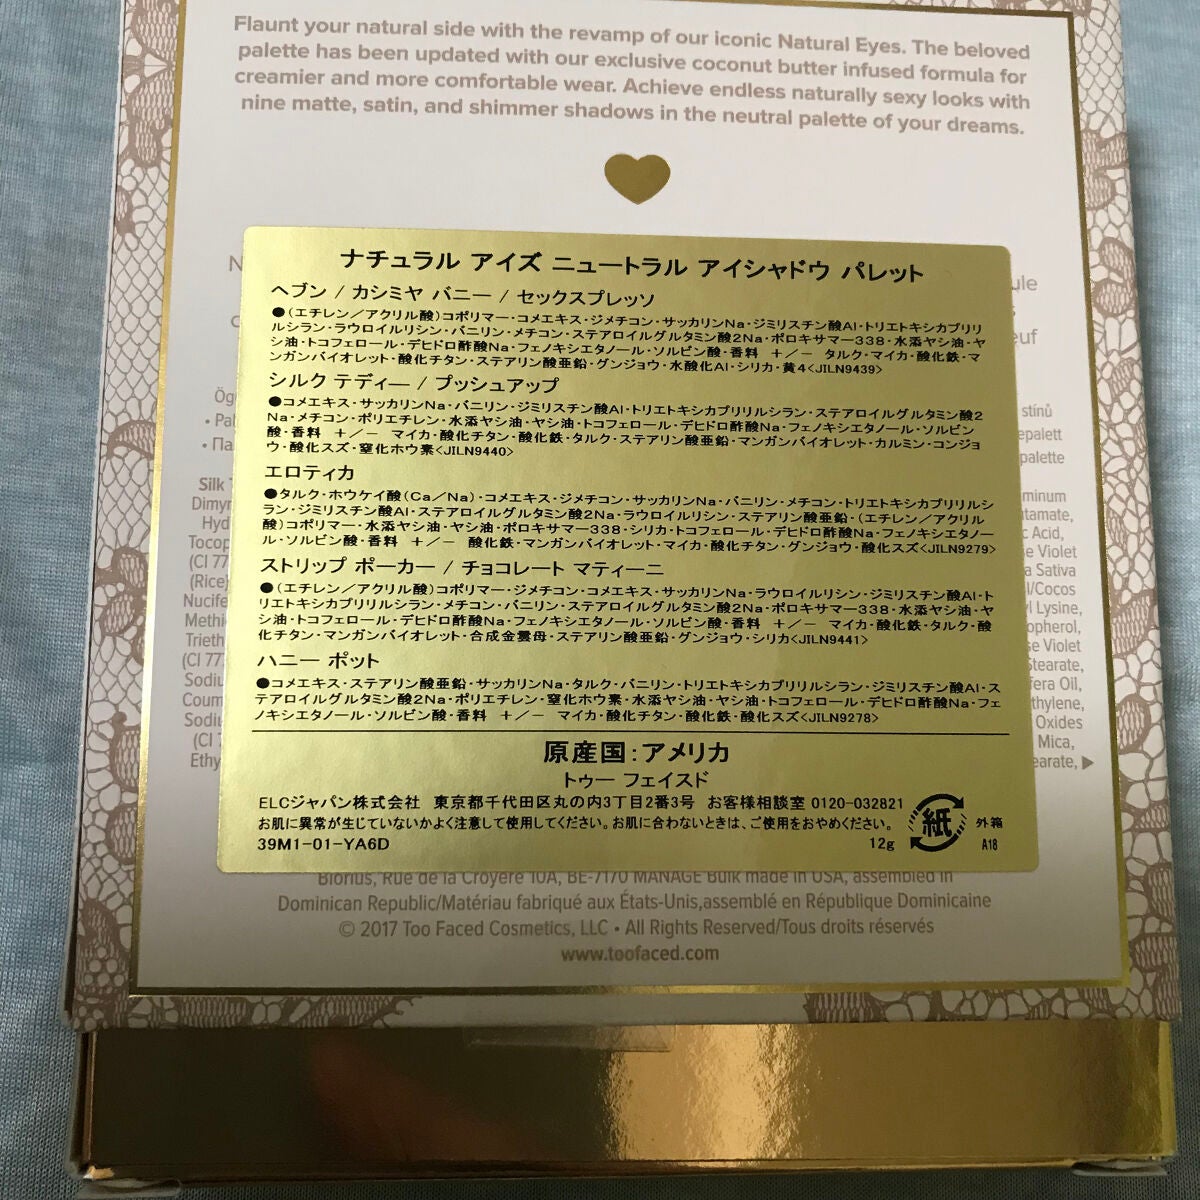 Flaunt your natural side with the revamp of our iconic Natural Eyes. The beloved
palette has been updated with our exclusive coconut butter infused formula for
creamier and more comfortable wear. Achieve endless naturally sexy looks with
nine matte, satin, and shimmer shadows in the neutral palette of your dreams.
ナチュラル アイズ ニュートラル アイシャドウ パレット
ヘブン / カシミヤ バニー / セックスプレッソ
●(エチレン／アクリル酸)コポリマー・コメエキス・ジメチコン・サッカリンNa・ジミリスチン酸Al・トリエトキシカプリリ
ルシラン・ラウロイルリシン・バニリン・メチコン・ステアロイルグルタミン酸2Na・ポロキサマー338・水添ヤシ油・ヤ
シ油・トコフェロール・デヒドロ酢酸Na・フェノキシエタノール・ソルビン酸・香料 ＋／－ タルク・マイカ・酸化鉄・マ
ンガンバイオレット・酸化チタン・ステアリン酸亜鉛・グンジョウ・水酸化Al・シリカ・黄4<JILN9439>
シルク テディー / プッシュアップ
●コメエキス・サッカリンNa・バニリン・ジミリスチン酸Al・トリエトキシカプリリルシラン・ステアロイルグルタミン酸2
Na・メチコン・ポリエチレン・水添ヤシ油・ヤシ油・トコフェロール・デヒドロ酢酸Na・フェノキシエタノール・ソルビン
酸・香料 ＋／－ マイカ・酸化チタン・酸化鉄・タルク・ステアリン酸亜鉛・マンガンバイオレット・カルミン・コンジョ
ウ・酸化スズ・窒化ホウ素<JILN9440>
エロティカ
●タルク・ホウケイ酸(Ca／Na)・コメエキス・ジメチコン・サッカリンNa・バニリン・メチコン・トリエトキシカプリリルシ
ラン・ジミリスチン酸Al・ステアロイルグルタミン酸2Na・ラウロイルリシン・ステアリン酸亜鉛・(エチレン／アクリル
酸)コポリマー・水添ヤシ油・ヤシ油・ポロキサマー338・シリカ・トコフェロール・デヒドロ酢酸Na・フェノキシエタノー
ル・ソルビン酸・香料 ＋／－ 酸化鉄・マンガンバイオレット・マイカ・酸化チタン・グンジョウ・酸化スズ<JILN9279>
ストリップ ポーカー / チョコレート マティーニ
●(エチレン／アクリル酸)コポリマー・ジメチコン・コメエキス・サッカリンNa・ラウロイルリシン・ジミリスチン酸Al・ト
リエトキシカプリリルシラン・メチコン・バニリン・ステアロイルグルタミン酸2Na・ポロキサマー338・水添ヤシ油・ヤ
シ油・トコフェロール・デヒドロ酢酸Na・フェノキシエタノール・ソルビン酸・香料 ＋／－ マイカ・酸化鉄・タルク・酸
化チタン・マンガンバイオレット・合成金雲母・ステアリン酸亜鉛・グンジョウ・シリカ<JILN9441>
ハニー ポット
●コメエキス・ステアリン酸亜鉛・サッカリンNa・タルク・バニリン・トリエトキシカプリリルシラン・ジミリスチン酸Al・ス
テアロイルグルタミン酸2Na・ポリエチレン・窒化ホウ素・水添ヤシ油・ヤシ油・トコフェロール・デヒドロ酢酸Na・フェ
ノキシエタノール・ソルビン酸・香料 ＋／－ マイカ・酸化チタン・酸化鉄・酸化スズ<JILN9278>
原産国：アメリカ
トゥー フェイスド
ELCジャパン株式会社 東京都千代田区丸の内3丁目2番3号 お客様相談室 0120-032821
お肌に異常が生じていないかよく注意して使用してください。お肌に合わないときは、ご使用をおやめください。
紙 外箱
39M1-01-YA6D 12g A18
Biorius, Rue de la Croyère 10A, BE-7170 MANAGE Bulk made in USA, assembled in
Dominican Republic/Matériau fabriqué aux États-Unis,assemblé en République Dominicaine
© 2017 Too Faced Cosmetics, LLC • All Rights Reserved/Tous droits réservés
www.toofaced.com